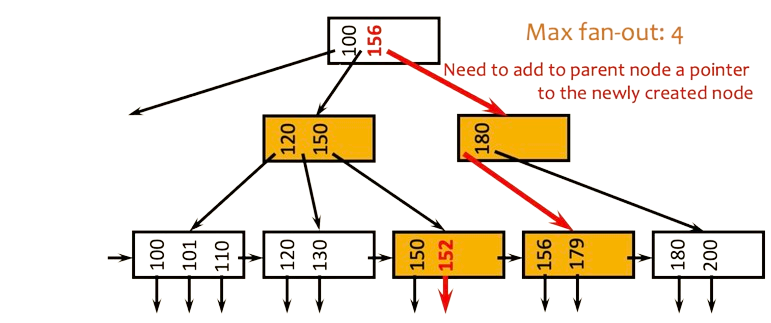 100 156
Max fan-out: 4
Need to add to parent node a pointer
to the newly created node
120 150
180
100 101 110
120 130
150 152
156 179
180 200